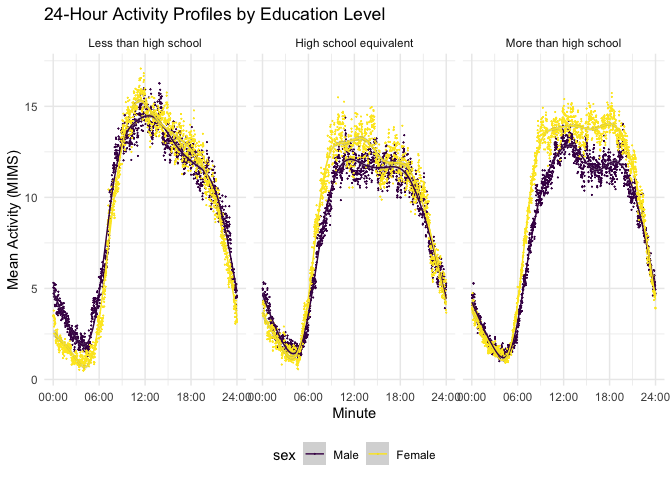 24-Hour Activity Profiles by Education Level
Less than high school High school equivalent More than high school
Mean Activity (MIMS)
15
10
5
0
00:00 06:00 12:00 18:00 24:00 00:00 06:00 12:00 18:00 24:00 00:00 06:00 12:00 18:00 24:00
Minute
sex Male Female